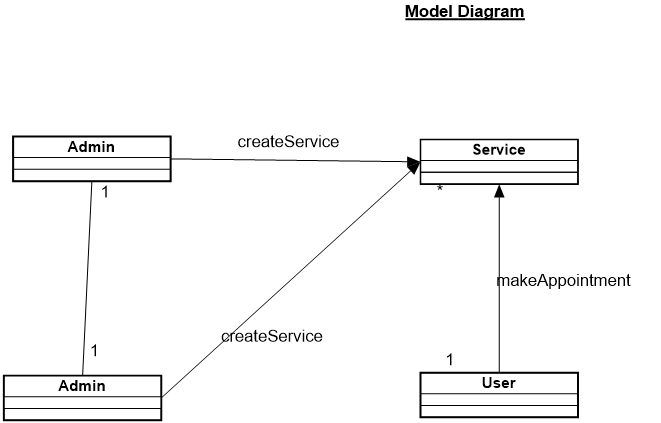 Model Diagram
Admin
createService
Service
1
*
makeAppointment
createService
1
1
Admin
User